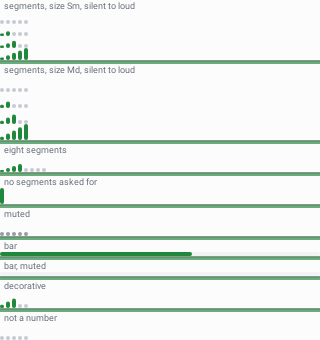 segments, size Sm, silent to loud
segments, size Md, silent to loud
eight segments
no segments asked for
muted
bar
bar, muted
decorative
not a number